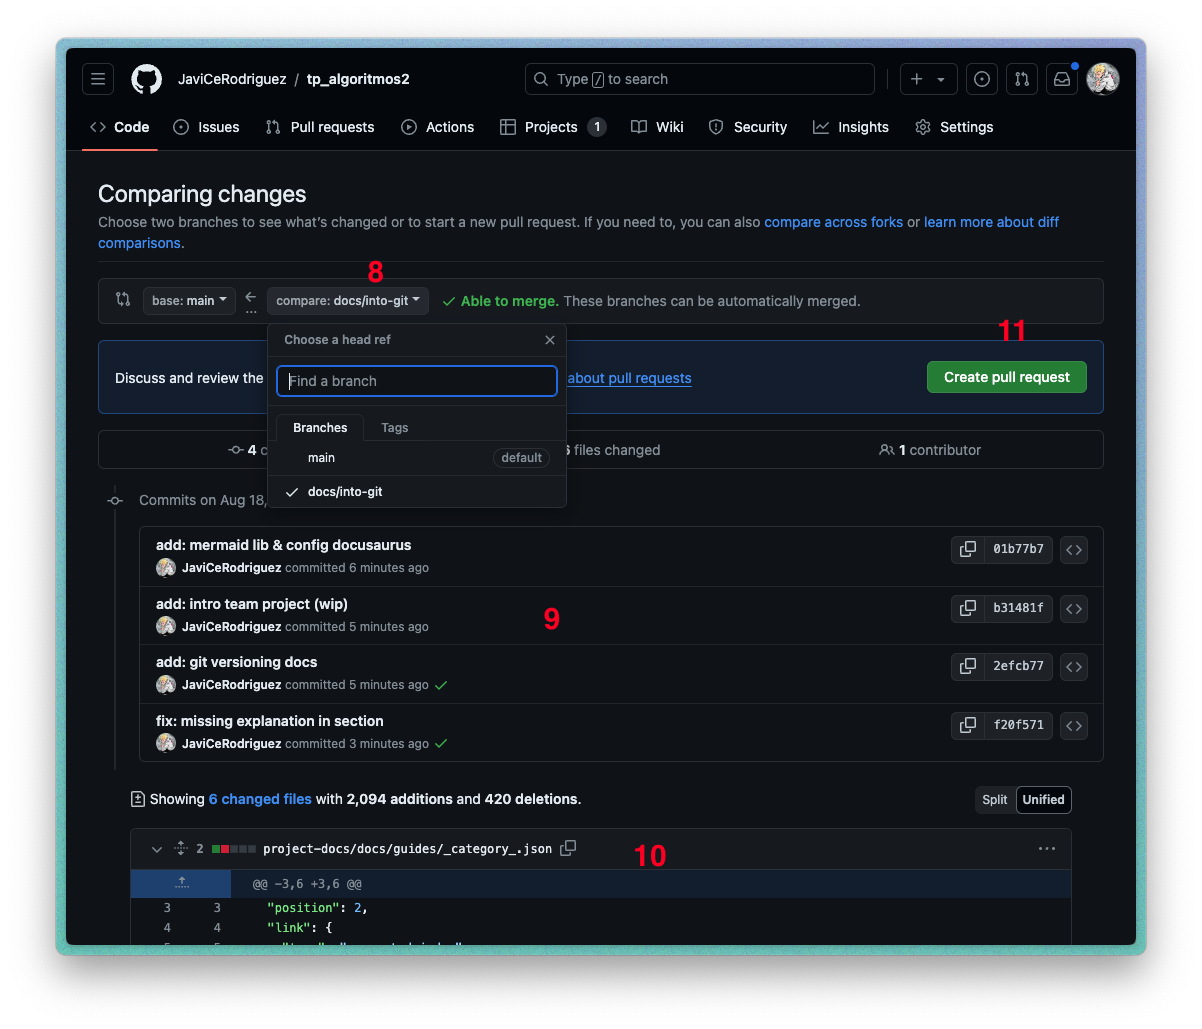 JaviCeRodriguez / tp_algoritmos2
Type / to search
Code Issues Pull requests Actions Projects 1 Wiki Security Insights Settings
Comparing changes
Choose two branches to see what's changed or to start a new pull request. If you need to, you can also compare across forks or learn more about diff
comparisons.
8
base: main ← compare: docs/into-git ✓ Able to merge. These branches can be automatically merged.
...
Choose a head ref
11
Discuss and review the
about pull requests
Create pull request
Find a branch
Branches Tags
4
files changed
1 contributor
main default
docs/into-git
Commits on Aug 18,
add: mermaid lib & config docusaurus
JaviCeRodriguez committed 6 minutes ago
01b77b7
add: intro team project (wip)
JaviCeRodriguez committed 5 minutes ago
b31481f
9
add: git versioning docs
JaviCeRodriguez committed 5 minutes ago
2efcb77
fix: missing explanation in section
JaviCeRodriguez committed 3 minutes ago
f20f571
Showing 6 changed files with 2,094 additions and 420 deletions.
Split Unified
2 project-docs/docs/guides/_category_.json
10
@@ -3,6 +3,6 @@
3 3 "position": 2,
4 4 "link": {